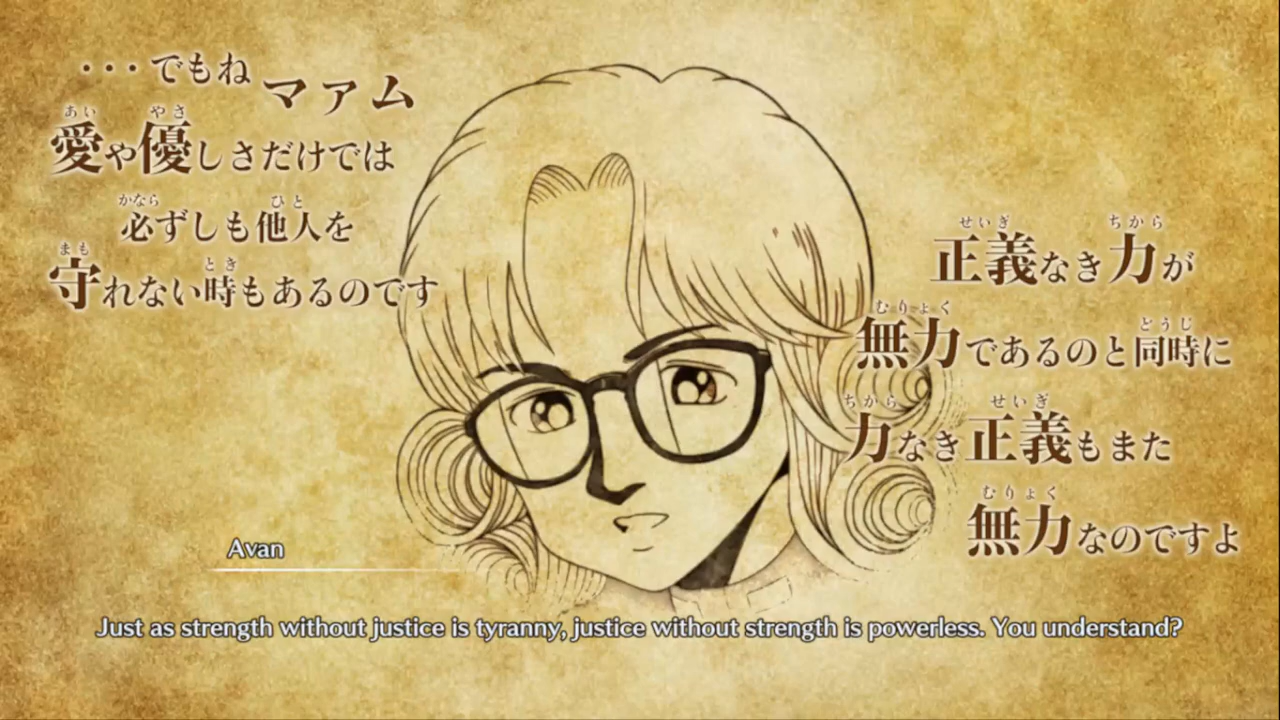 ・・・でもね マァム
愛や優しさだけでは
必ずしも他人を
守れない時もあるのです
正義なき力が
無力であるのと同時に
力なき正義もまた
無力なのですよ
Avan
Just as strength without justice is tyranny, justice without strength is powerless. You understand?